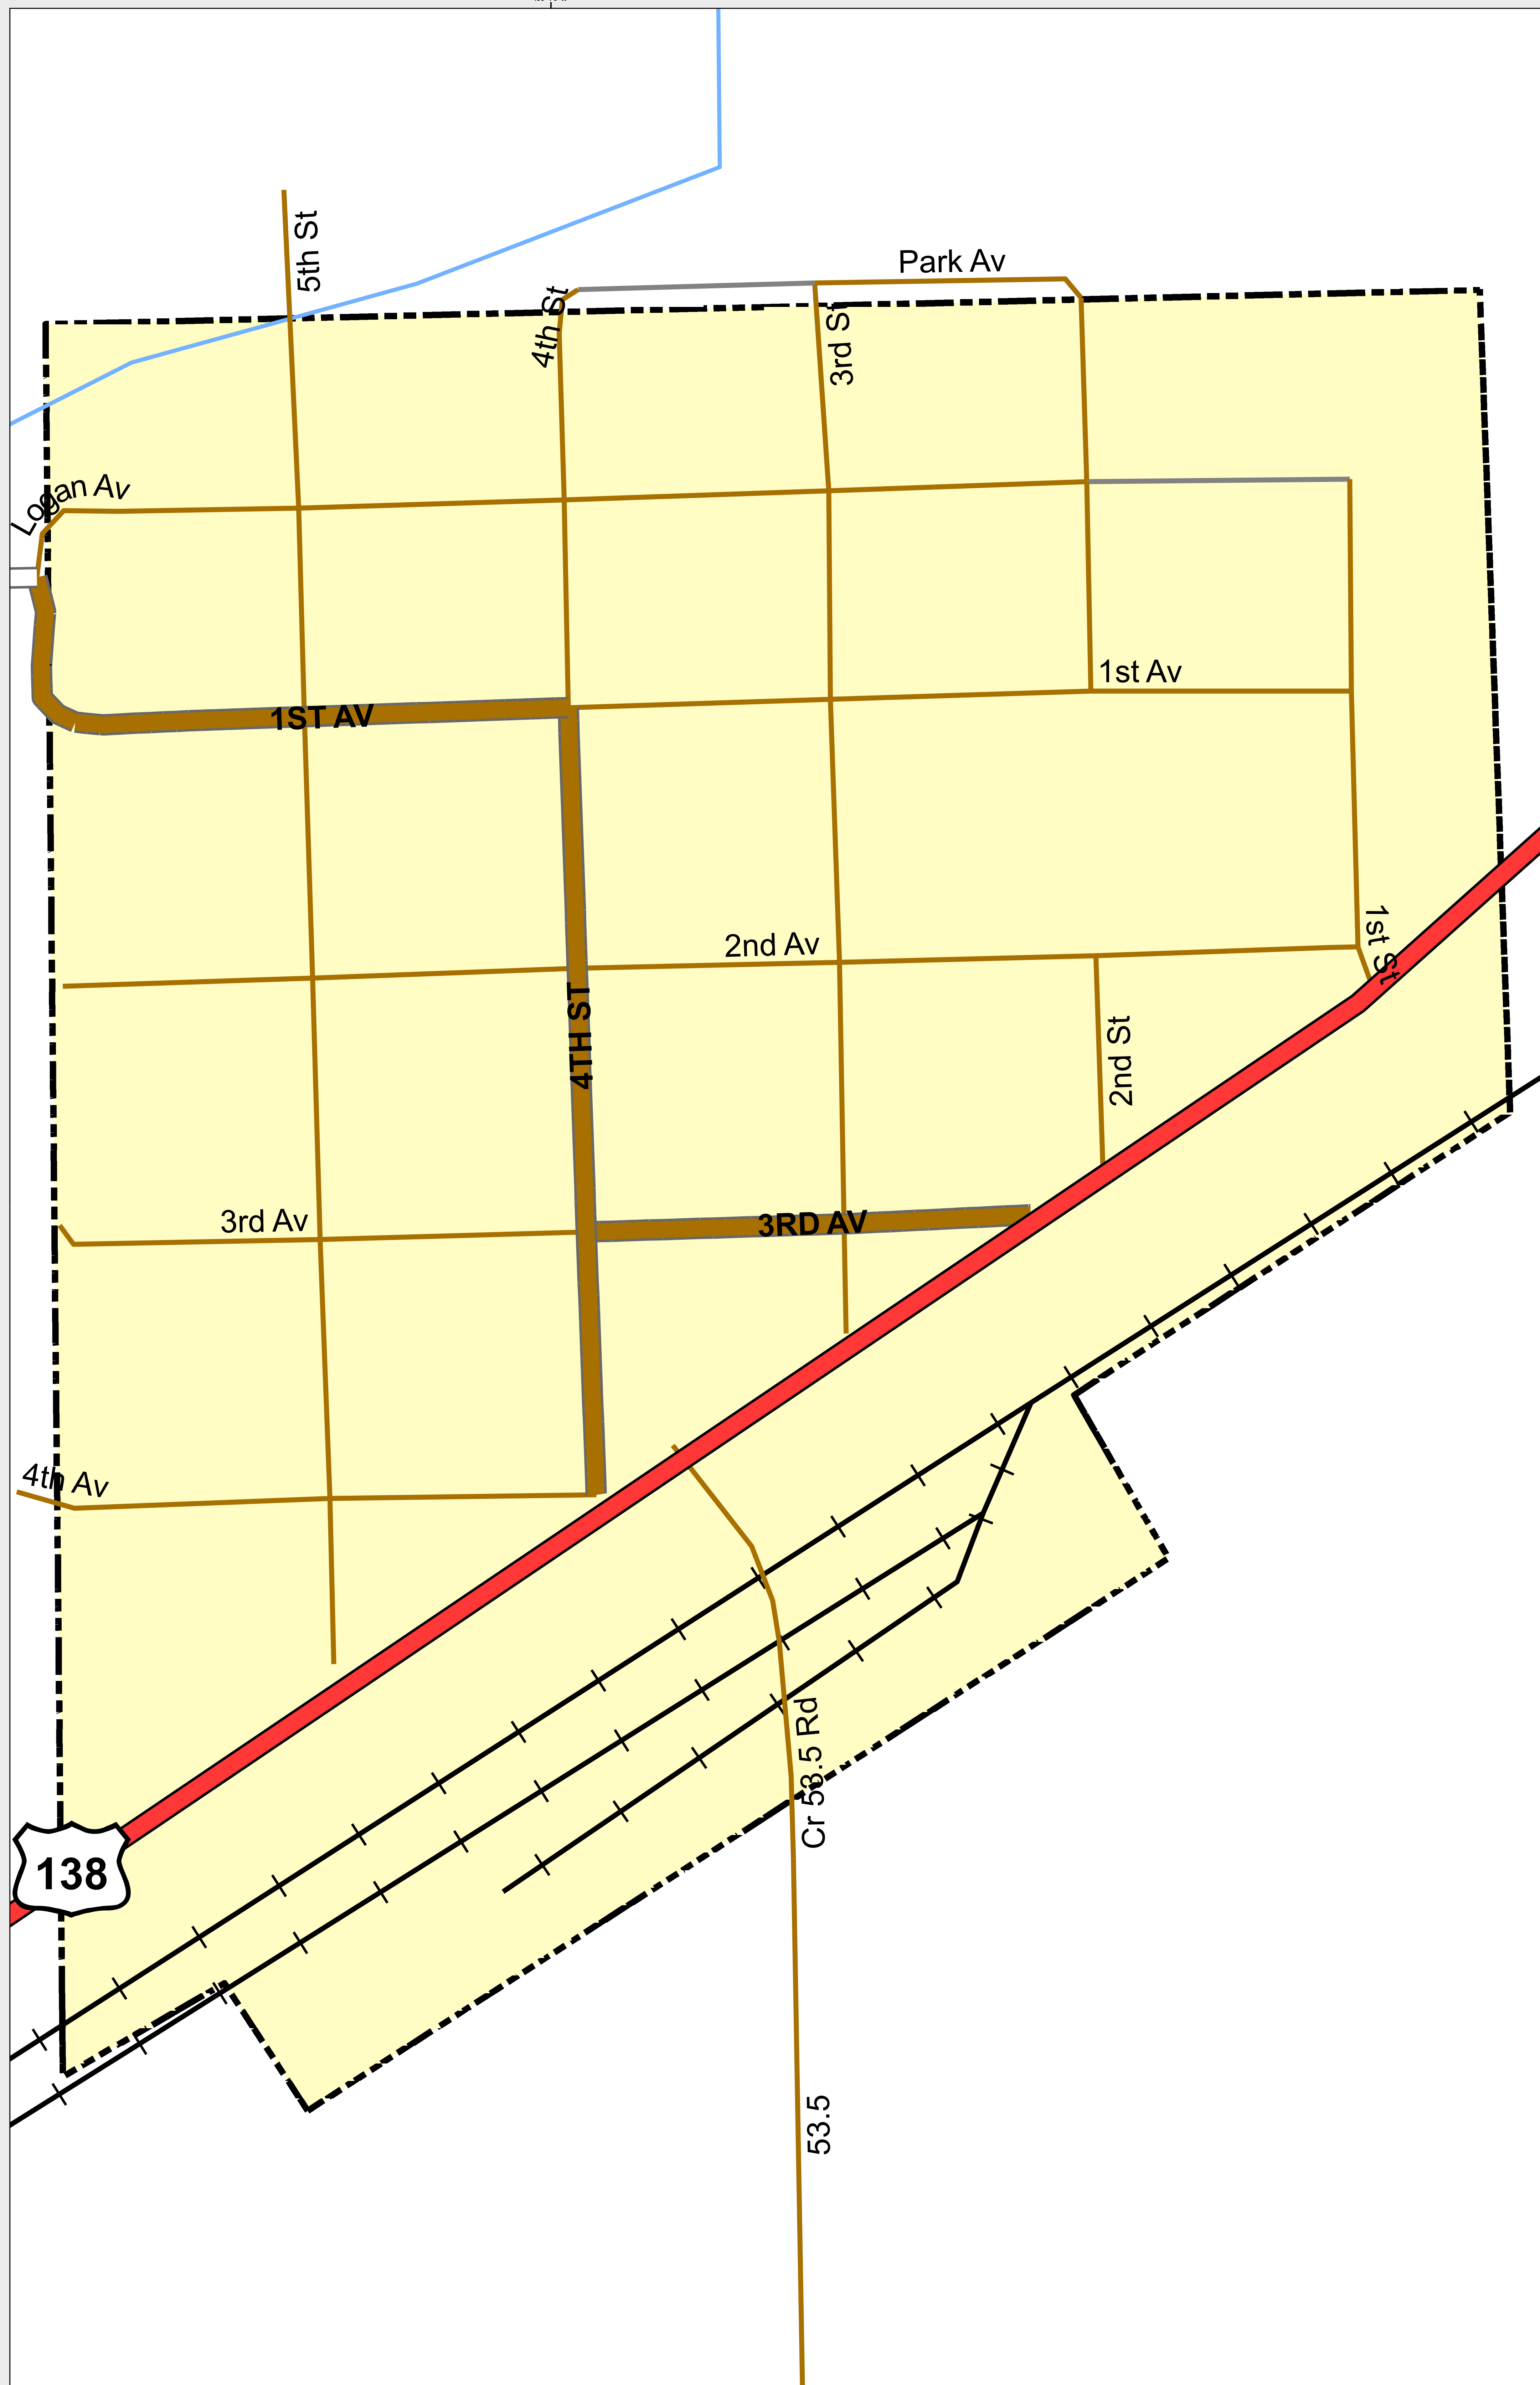 5th St
Park Av
4th St
3rd St
Logan Av
1st Av
1ST AV
1st St
2nd Av
4TH ST
2nd St
3rd Av
3RD AV
4th Av
Cr 53.5 Rd
138
53.5